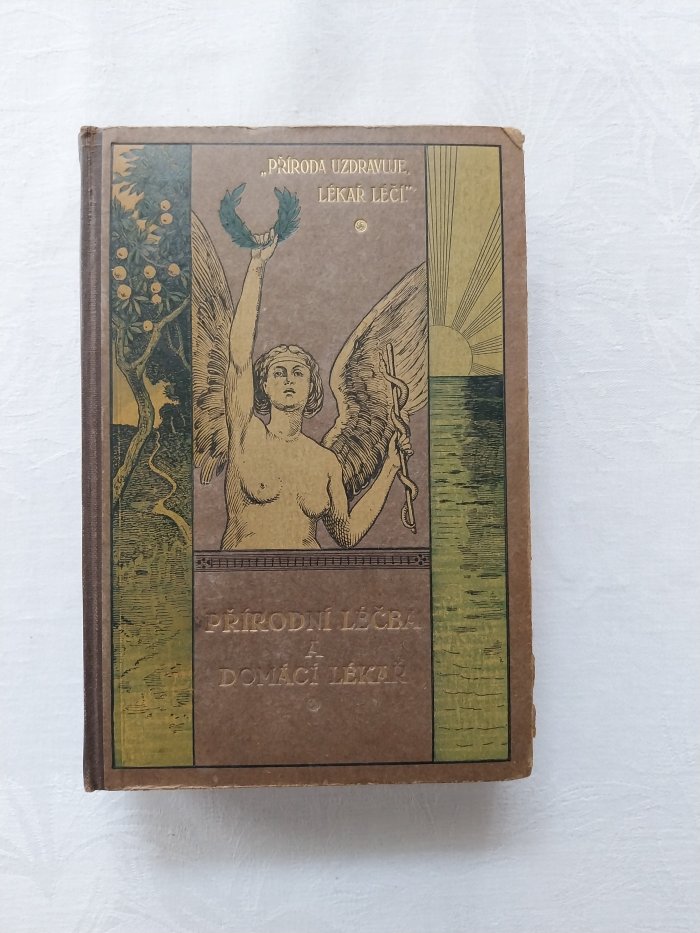 „PŘÍRODA UZDRAVUJE,
LÉKAŘ LÉČÍ."
PŘÍRODNÍ LÉČBA
A
DOMÁCÍ LÉKAŘ